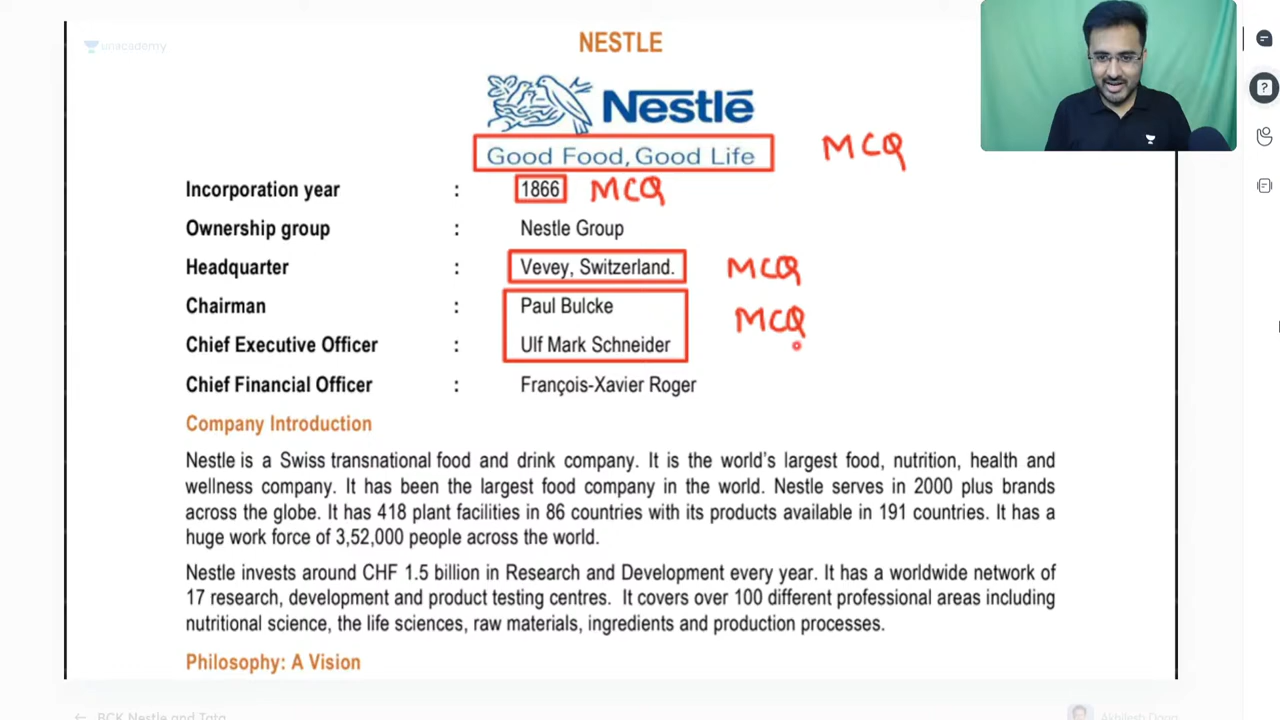 unacademy
NESTLE
Nestlé
Good Food, Good Life MCQ
Incorporation year : 1866 MCQ
Ownership group : Nestle Group
Headquarter : Vevey, Switzerland. MCQ
Chairman : Paul Bulcke
MCQ
Chief Executive Officer : Ulf Mark Schneider
Chief Financial Officer : François-Xavier Roger
Company Introduction
Nestle is a Swiss transnational food and drink company. It is the world's largest food, nutrition, health and
wellness company. It has been the largest food company in the world. Nestle serves in 2000 plus brands
across the globe. It has 418 plant facilities in 86 countries with its products available in 191 countries. It has a
huge work force of 3,52,000 people across the world.
Nestle invests around CHF 1.5 billion in Research and Development every year. It has a worldwide network of
17 research, development and product testing centres. It covers over 100 different professional areas including
nutritional science, the life sciences, raw materials, ingredients and production processes.
Philosophy: A Vision
BCK Nestle and Tata